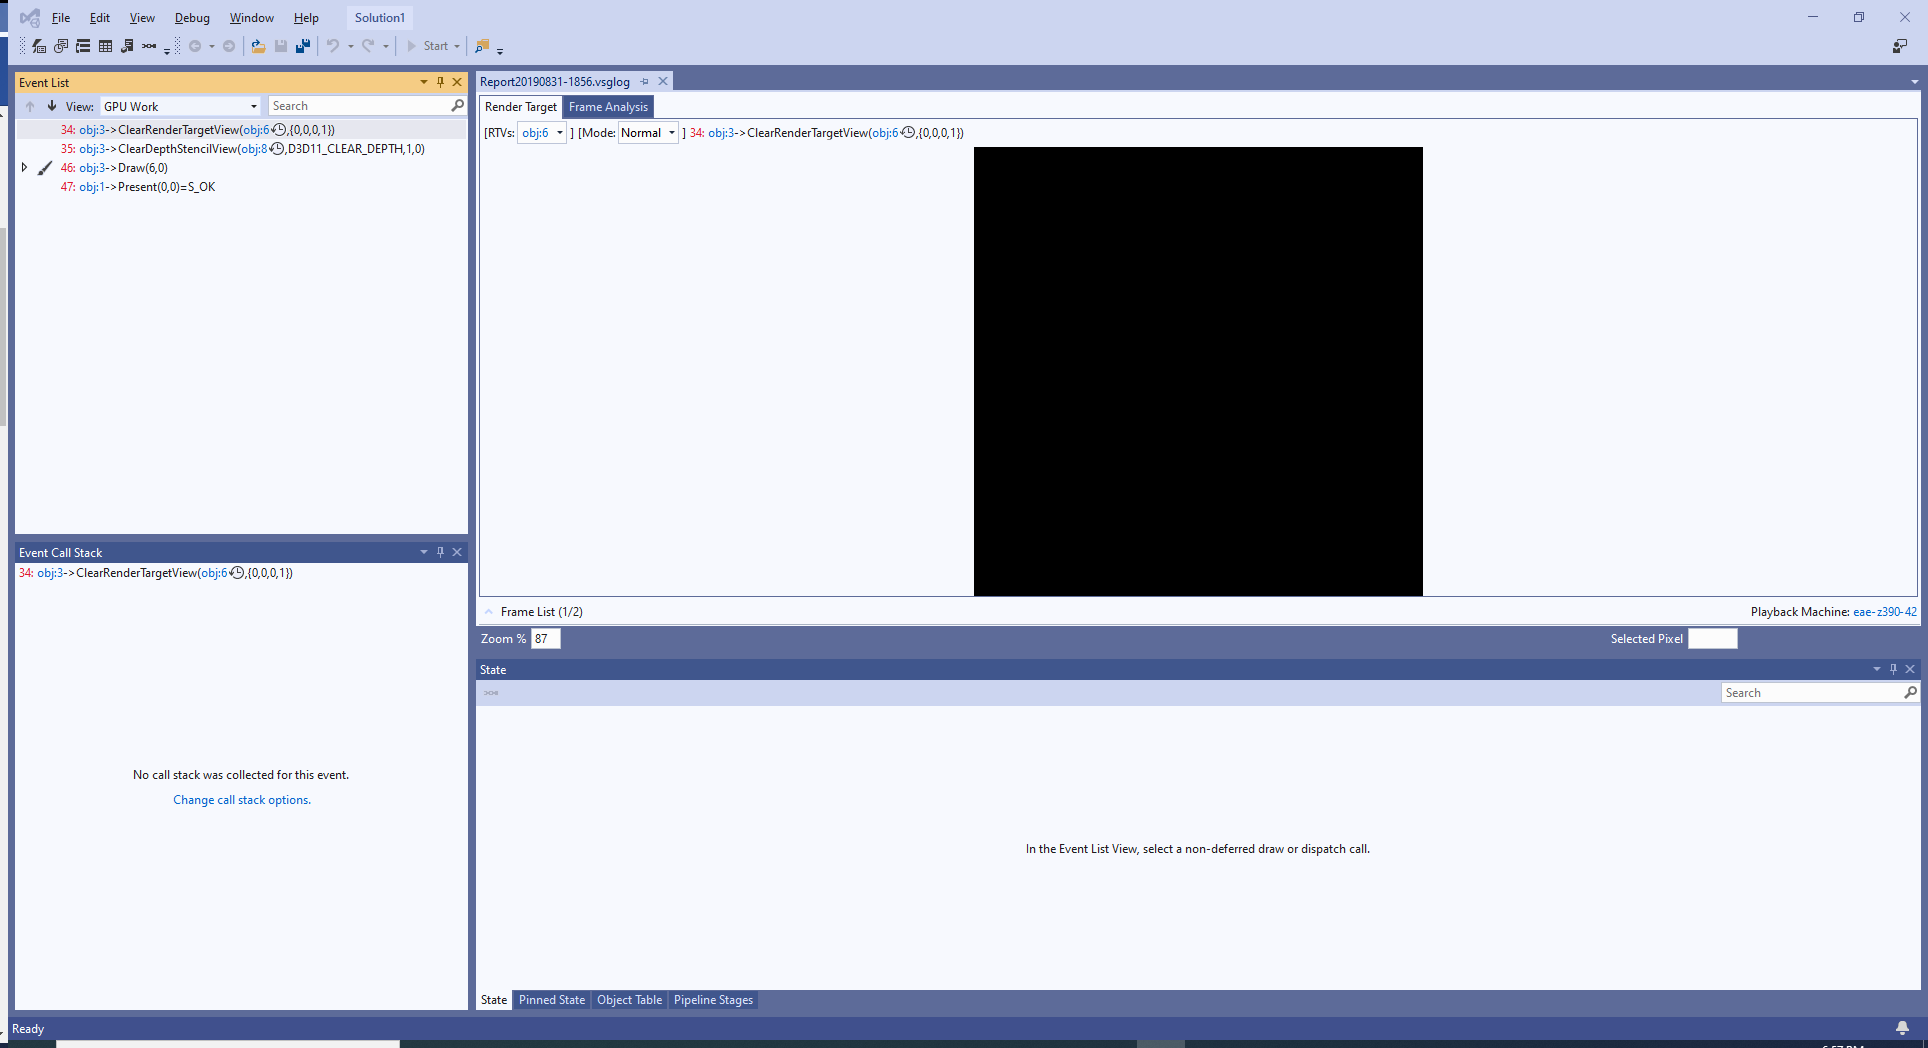 File Edit View Debug Window Help Solution1
Start
Event List
View: GPU Work Search
34: obj:3->ClearRenderTargetView(obj:6,{0,0,0,1})
35: obj:3->ClearDepthStencilView(obj:8,D3D11_CLEAR_DEPTH,1,0)
46: obj:3->Draw(6,0)
47: obj:1->Present(0,0)=S_OK
Event Call Stack
34: obj:3->ClearRenderTargetView(obj:6,{0,0,0,1})
No call stack was collected for this event.
Change call stack options.
Report20190831-1856.vsglog
Render Target Frame Analysis
[RTVs: obj:6 ] [Mode: Normal ] 34: obj:3->ClearRenderTargetView(obj:6,{0,0,0,1})
Frame List (1/2) Playback Machine: eae-z390-42
Zoom % 87 Selected Pixel
State
Search
In the Event List View, select a non-deferred draw or dispatch call.
State Pinned State Object Table Pipeline Stages
Ready